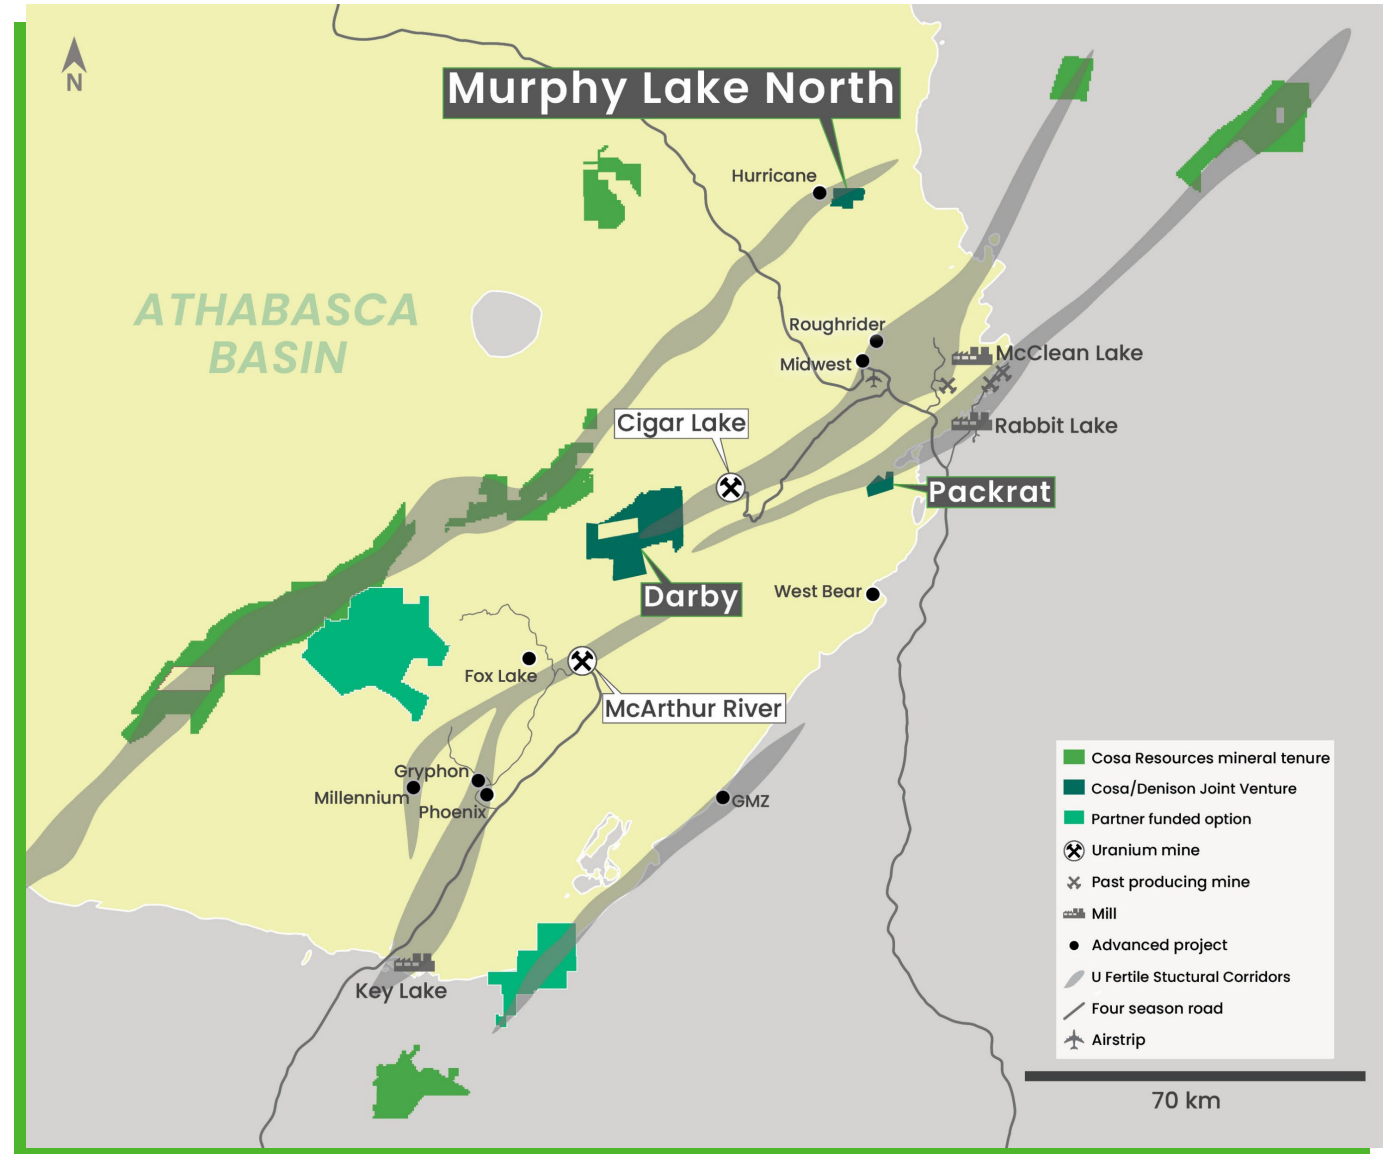 N
Murphy Lake North
Hurricane
ATHABASCA
BASIN
Roughrider
Midwest
McClean Lake
Cigar Lake
Rabbit Lake
Packrat
Darby
West Bear
Fox Lake
McArthur River
Gryphon
Millennium
Phoenix
GMZ
Key Lake
Cosa Resources mineral tenure
Cosa/Denison Joint Venture
Partner funded option
Uranium mine
Past producing mine
Mill
Advanced project
U Fertile Stuctural Corridors
Four season road
Airstrip
70 km